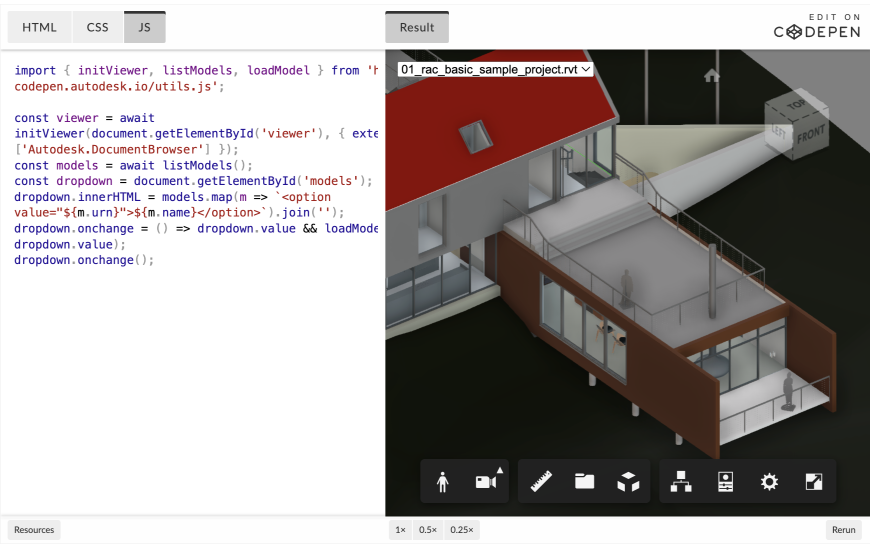 HTML CSS JS Result EDIT ON
CODEPEN
01_rac_basic_sample_project.rvt
TOP
LEFT FRONT
import { initViewer, listModels, loadModel } from 'h
codepen.autodesk.io/utils.js';
const viewer = await
initViewer(document.getElementById('viewer'), { exte
['Autodesk.DocumentBrowser'] });
const models = await listModels();
const dropdown = document.getElementById('models');
dropdown.innerHTML = models.map(m => `<option
value="${m.urn}">${m.name}</option>`).join('');
dropdown.onchange = () => dropdown.value && loadMode
dropdown.value);
dropdown.onchange();
Resources 1× 0.5× 0.25× Rerun